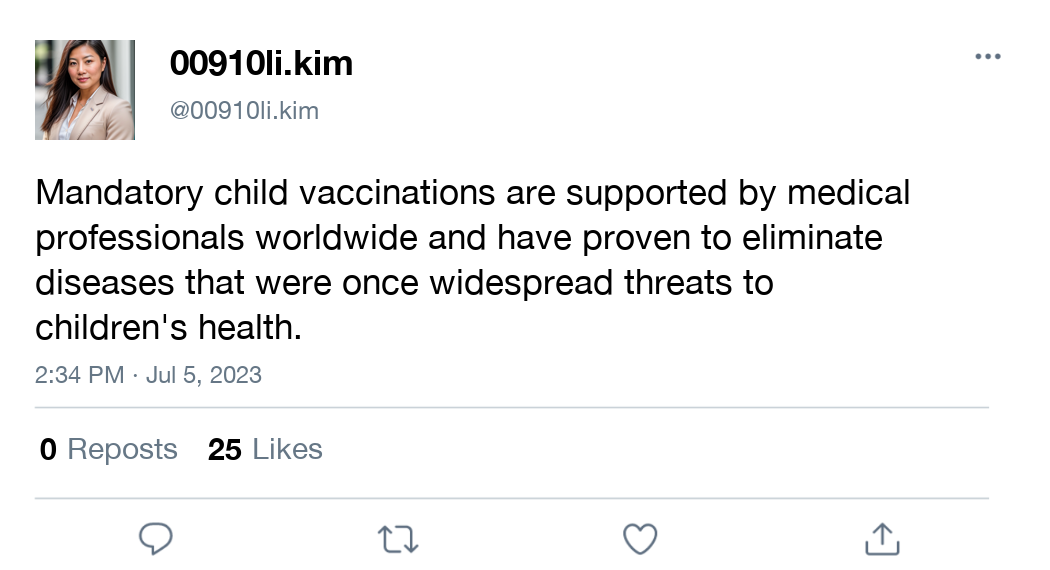 00910li.kim
@00910li.kim
Mandatory child vaccinations are supported by medical
professionals worldwide and have proven to eliminate
diseases that were once widespread threats to
children's health.
2:34 PM · Jul 5, 2023
0 Reposts 25 Likes